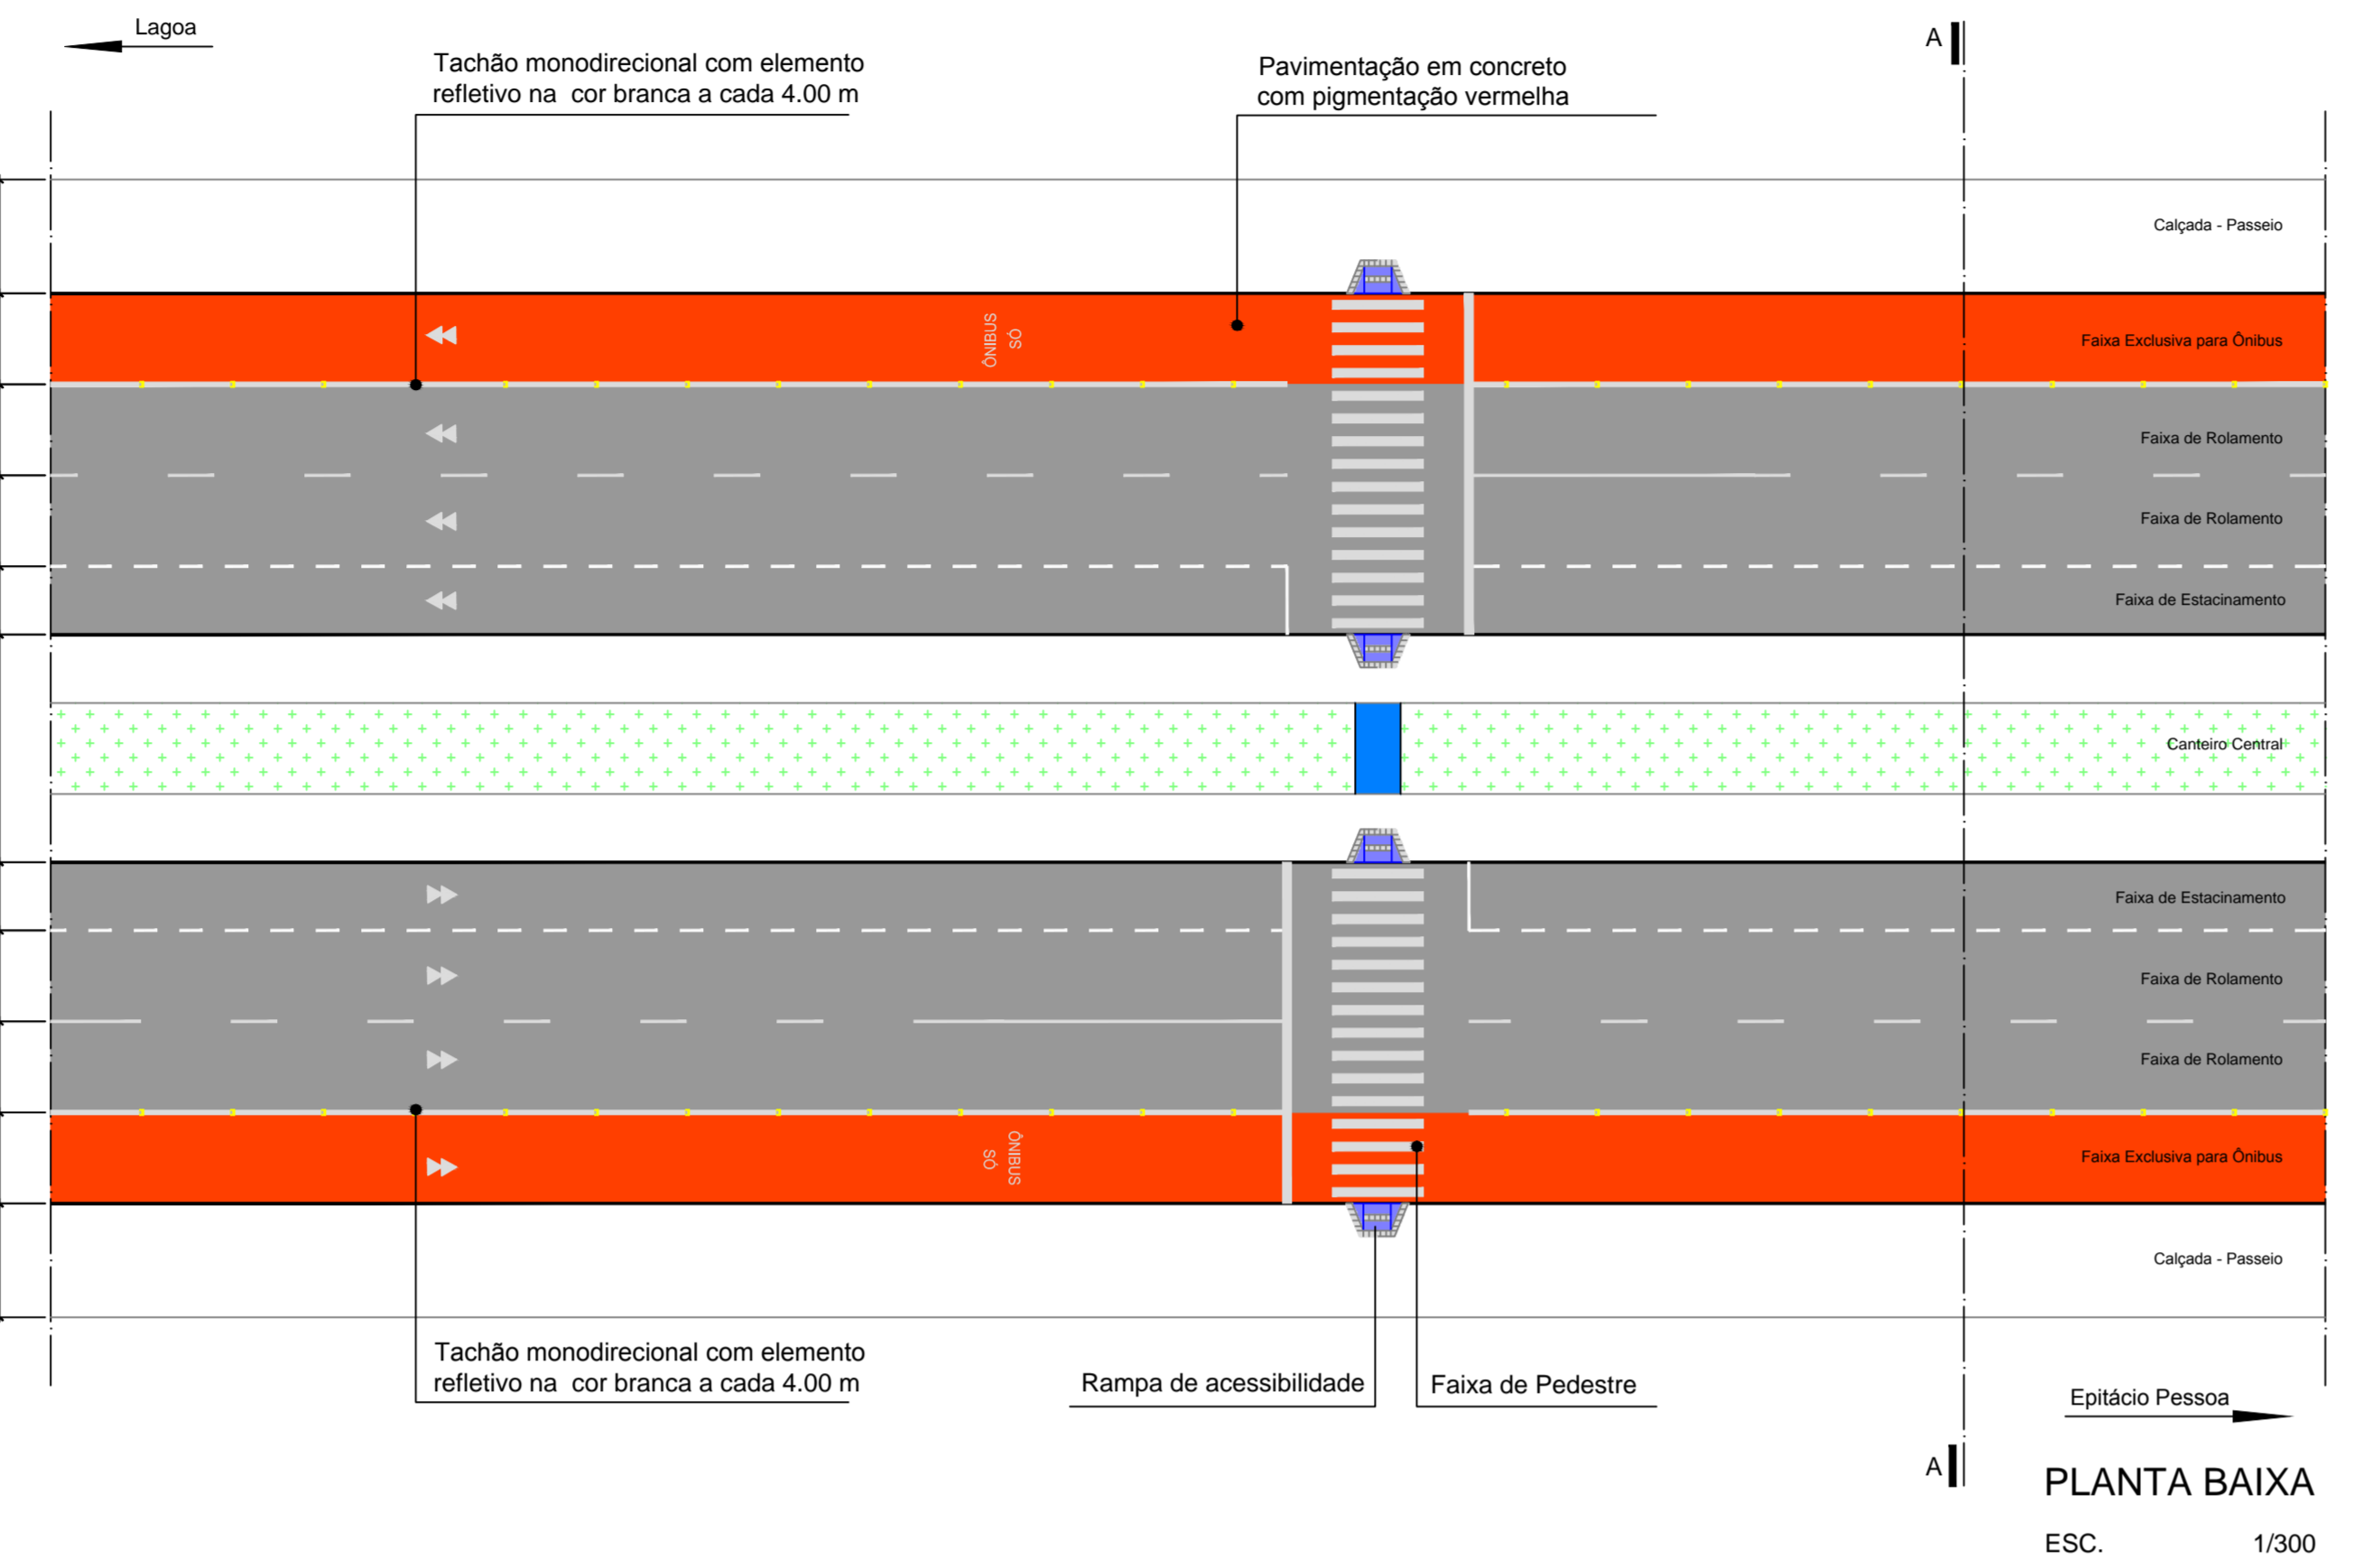 Lagoa
A
Tachão monodirecional com elemento
refletivo na cor branca a cada 4.00 m
Pavimentação em concreto
com pigmentação vermelha
Calçada - Passeio
ÔNIBUS
SÓ
Faixa Exclusiva para Ônibus
Faixa de Rolamento
Faixa de Rolamento
Faixa de Estacinamento
Canteiro Central
Faixa de Estacinamento
Faixa de Rolamento
Faixa de Rolamento
SÓ
ÔNIBUS
Faixa Exclusiva para Ônibus
Calçada - Passeio
Tachão monodirecional com elemento
refletivo na cor branca a cada 4.00 m
Rampa de acessibilidade
Faixa de Pedestre
Epitácio Pessoa
A
PLANTA BAIXA
ESC. 1/300